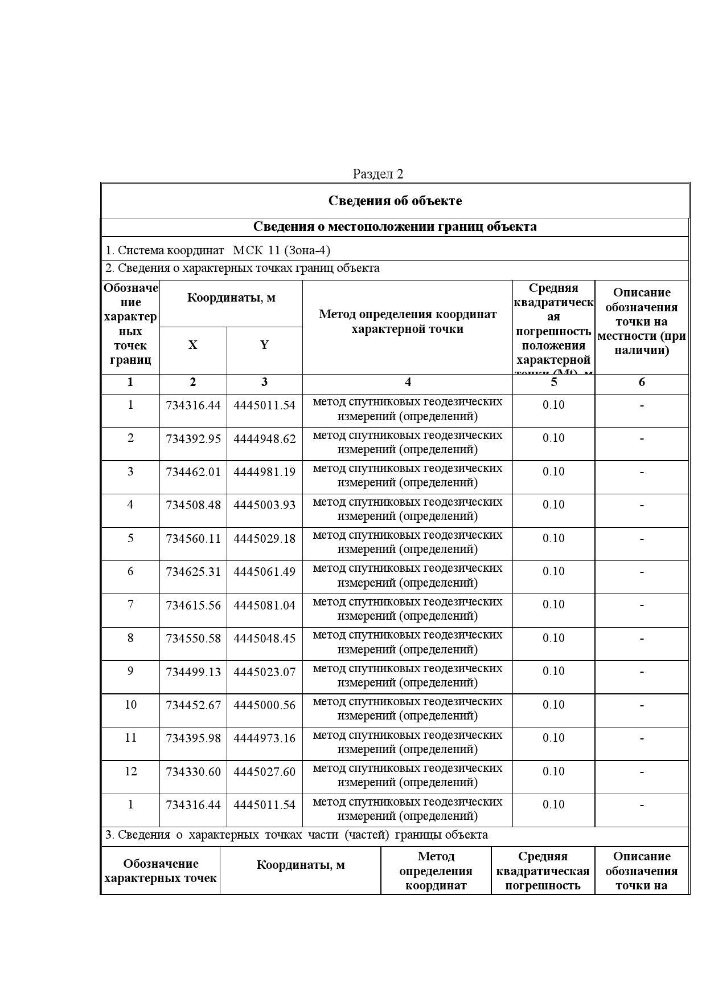 Раздел 2
Сведения об объекте
Сведения о местоположении границ объекта
1. Система координат МСК 11 (Зона-4)
2. Сведения о характерных точках границ объекта
Обозначе
ние
характер
ных
точек
границ
Координаты, м
X
Y
Метод определения координат
характерной точки
Средняя
квадратическ
ая
погрешность
положения
характерной
точки (Mt), м
Описание
обозначения
точки на
местности (при
наличии)
1 2 3 4 5 6
1 734316.44 4445011.54 метод спутниковых геодезических 0.10 -
измерений (определений)
2 734392.95 4444948.62 метод спутниковых геодезических 0.10 -
измерений (определений)
3 734462.01 4444981.19 метод спутниковых геодезических 0.10 -
измерений (определений)
4 734508.48 4445003.93 метод спутниковых геодезических 0.10 -
измерений (определений)
5 734560.11 4445029.18 метод спутниковых геодезических 0.10 -
измерений (определений)
6 734625.31 4445061.49 метод спутниковых геодезических 0.10 -
измерений (определений)
7 734615.56 4445081.04 метод спутниковых геодезических 0.10 -
измерений (определений)
8 734550.58 4445048.45 метод спутниковых геодезических 0.10 -
измерений (определений)
9 734499.13 4445023.07 метод спутниковых геодезических 0.10 -
измерений (определений)
10 734452.67 4445000.56 метод спутниковых геодезических 0.10 -
измерений (определений)
11 734395.98 4444973.16 метод спутниковых геодезических 0.10 -
измерений (определений)
12 734330.60 4445027.60 метод спутниковых геодезических 0.10 -
измерений (определений)
1 734316.44 4445011.54 метод спутниковых геодезических 0.10 -
измерений (определений)
3. Сведения о характерных точках части (частей) границы объекта
Обозначение
характерных точек
Координаты, м
Метод
определения
координат
Средняя
квадратическая
погрешность
Описание
обозначения
точки на